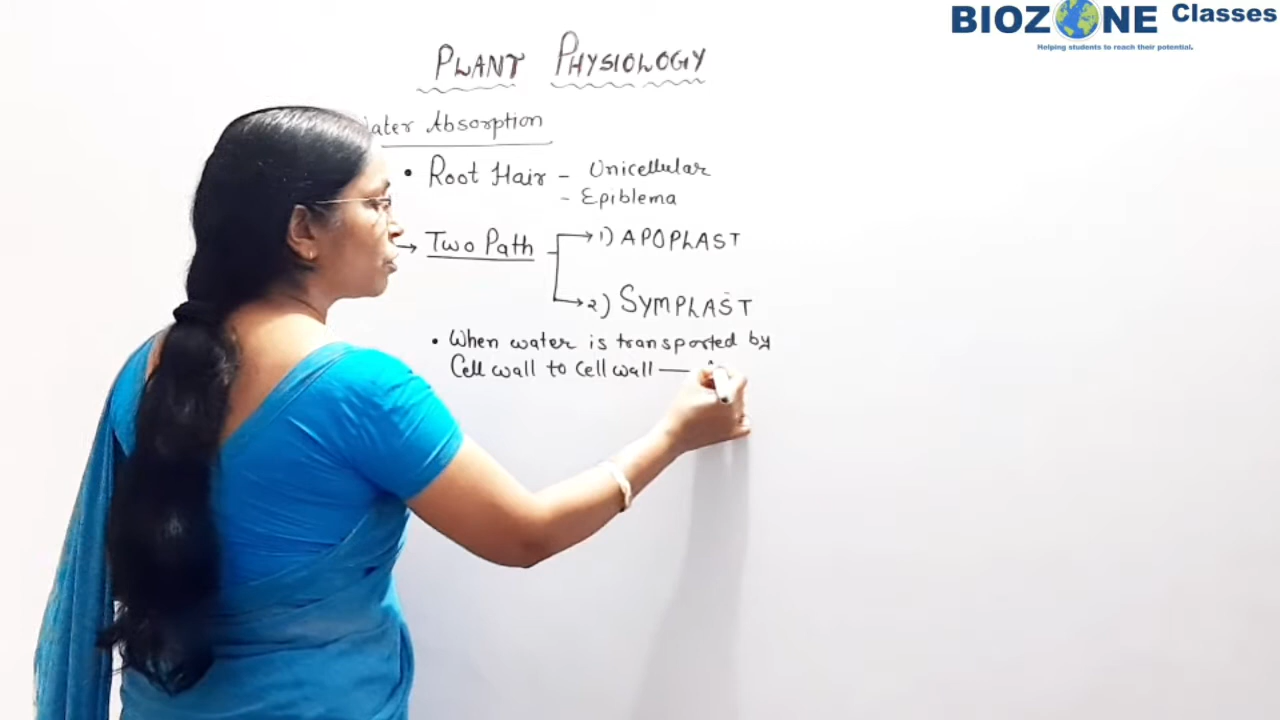 BIOZONE Classes
Helping students to reach their potential.
PLANT PHYSIOLOGY
Water Absorption
• Root Hair - Unicellular
- Epiblema
→ Two Path → 1) APOPLAST
→ 2) SYMPLAST
• When water is transported by
Cell wall to cell wall —